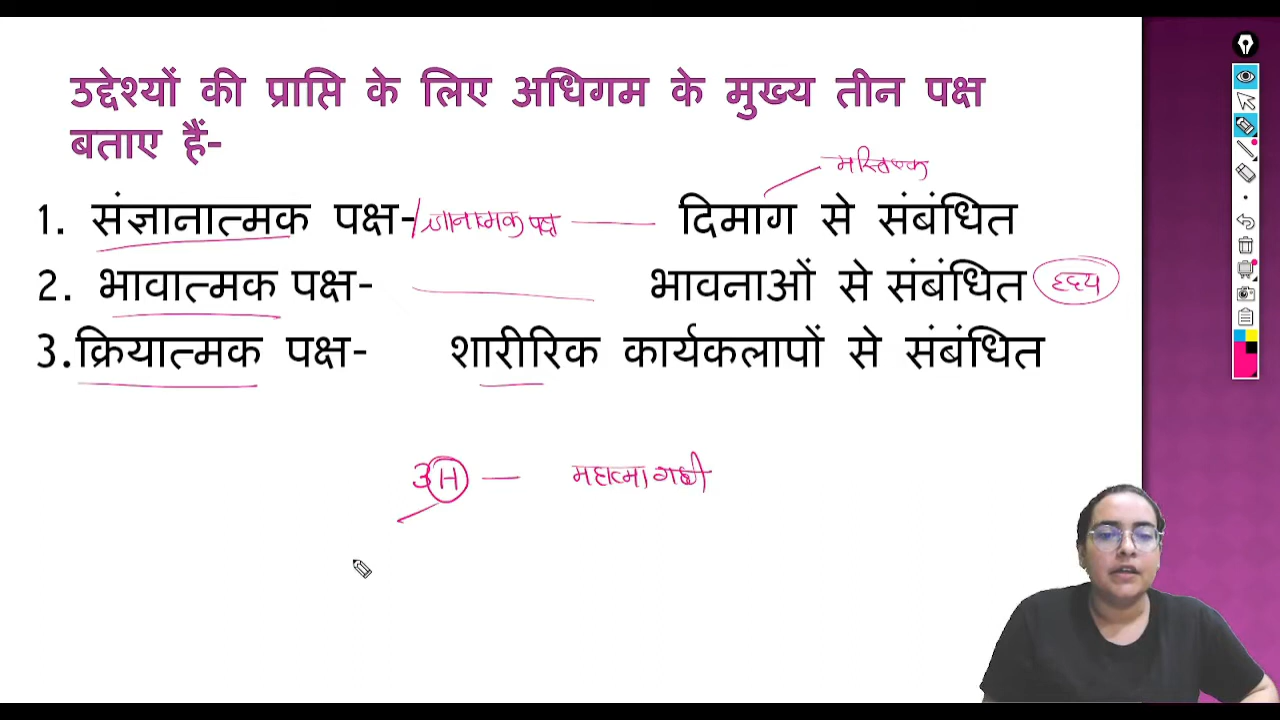 उद्देश्यों की प्राप्ति के लिए अधिगम के मुख्य तीन पक्ष
बताए हैं-
मस्तिष्क
1. संज्ञानात्मक पक्ष-/ज्ञानात्मक पक्ष दिमाग से संबंधित
2. भावात्मक पक्ष- भावनाओं से संबंधित हृदय
3.क्रियात्मक पक्ष- शारीरिक कार्यकलापों से संबंधित
3H — महात्मा गांधी